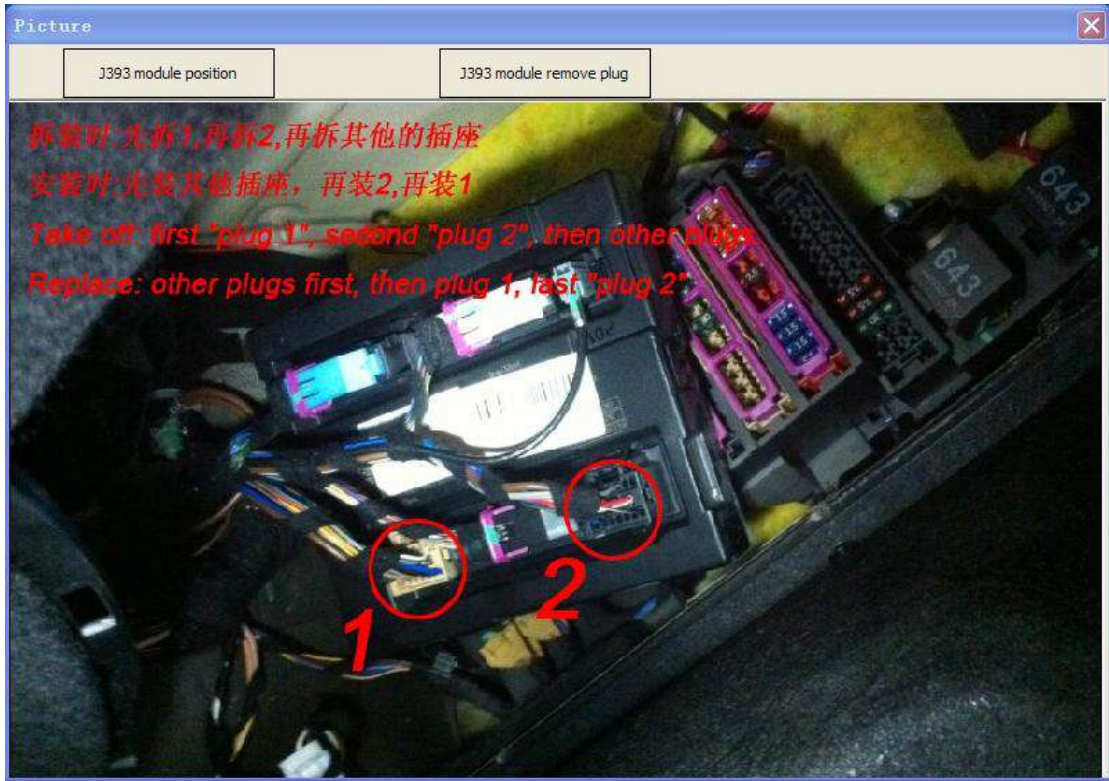 Picture
J393 module position
J393 module remove plug
拆装时:先拆1,再拆2,再拆其他的插座
安装时:先装其他插座，再装2,再装1
Take off: first "plug 1", second "plug 2", then other plugs
Replace: other plugs first, then plug 1, last "plug 2"
643
643
1
2